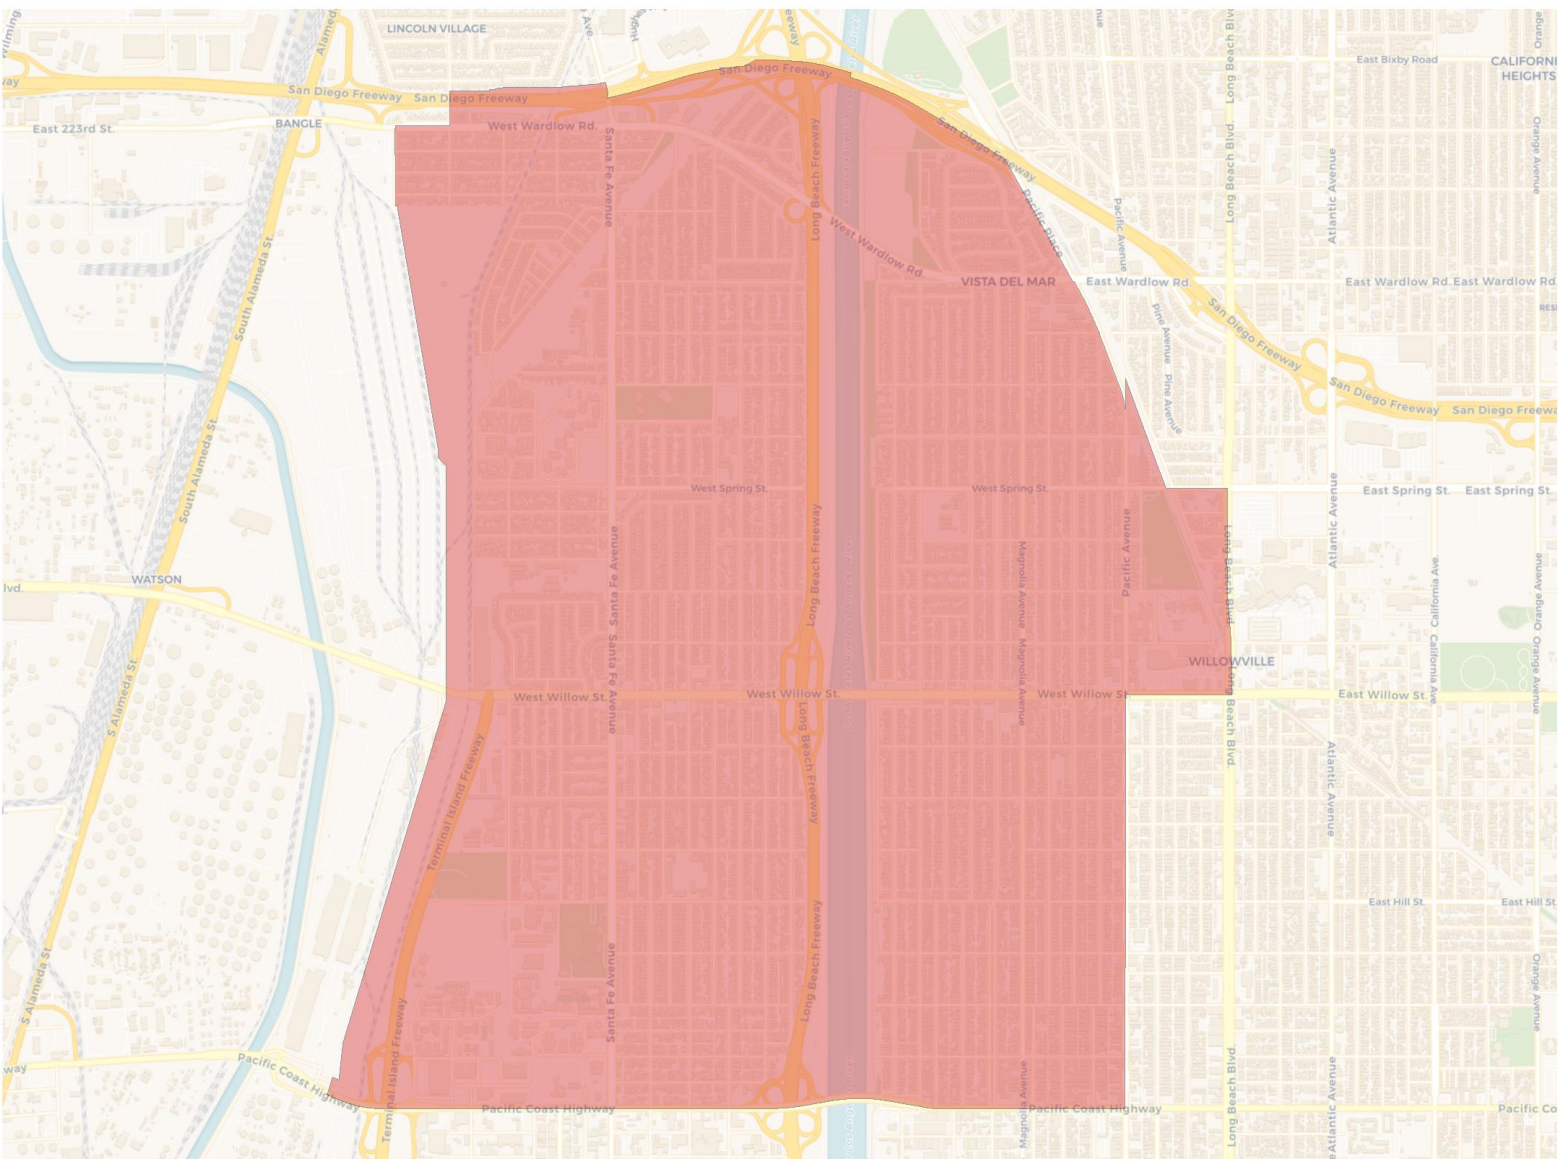 LINCOLN VILLAGE
Alamed
Freeway
East Bixby Road
CALIFORNI
HEIGHTS
Long Beach Blvd.
San Diego Freeway
San Diego Freeway
San Diego Freeway
East 223rd St.
BANGLE
West Wardlow Rd.
Santa Fe Avenue
Long Beach Freeway
San Diego Freeway
Orange Avenue
Long Beach Blvd.
Atlantic Avenue
Pacific Place
Pacific Avenue
West Wardlow Rd.
VISTA DEL MAR
East Wardlow Rd.
East Wardlow Rd.
East Wardlow Rd.
South Alameda St.
Pine Avenue
Pine Avenue
San Diego Freeway
San Diego Freeway
San Diego Freewa
South Alameda St.
West Spring St.
West Spring St.
East Spring St.
East Spring St.
Long Beach Freeway
Santa Fe Avenue
Santa Fe Avenue
Magnolia Avenue
Magnolia Avenue
Pacific Avenue
Long Beach Blvd.
Atlantic Avenue
California Ave.
California Ave.
Orange Avenue
Orange Avenue
WATSON
lvd.
WILLOWVILLE
S Alameda St.
West Willow St.
West Willow St.
West Willow St.
East Willow St.
Long Beach Freeway
Long Beach Blvd.
Terminal Island Freeway
Atlantic Avenue
East Hill St.
East Hill St.
S Alameda St.
Santa Fe Avenue
Long Beach Freeway
Orange Avenue
Terminal Island Freeway
way
Pacific Coast Highway
Pacific Coast Highway
Magnolia Avenue
Pacific Coast Highway
Long Beach Blvd.
Atlantic Avenue
Pacific Co